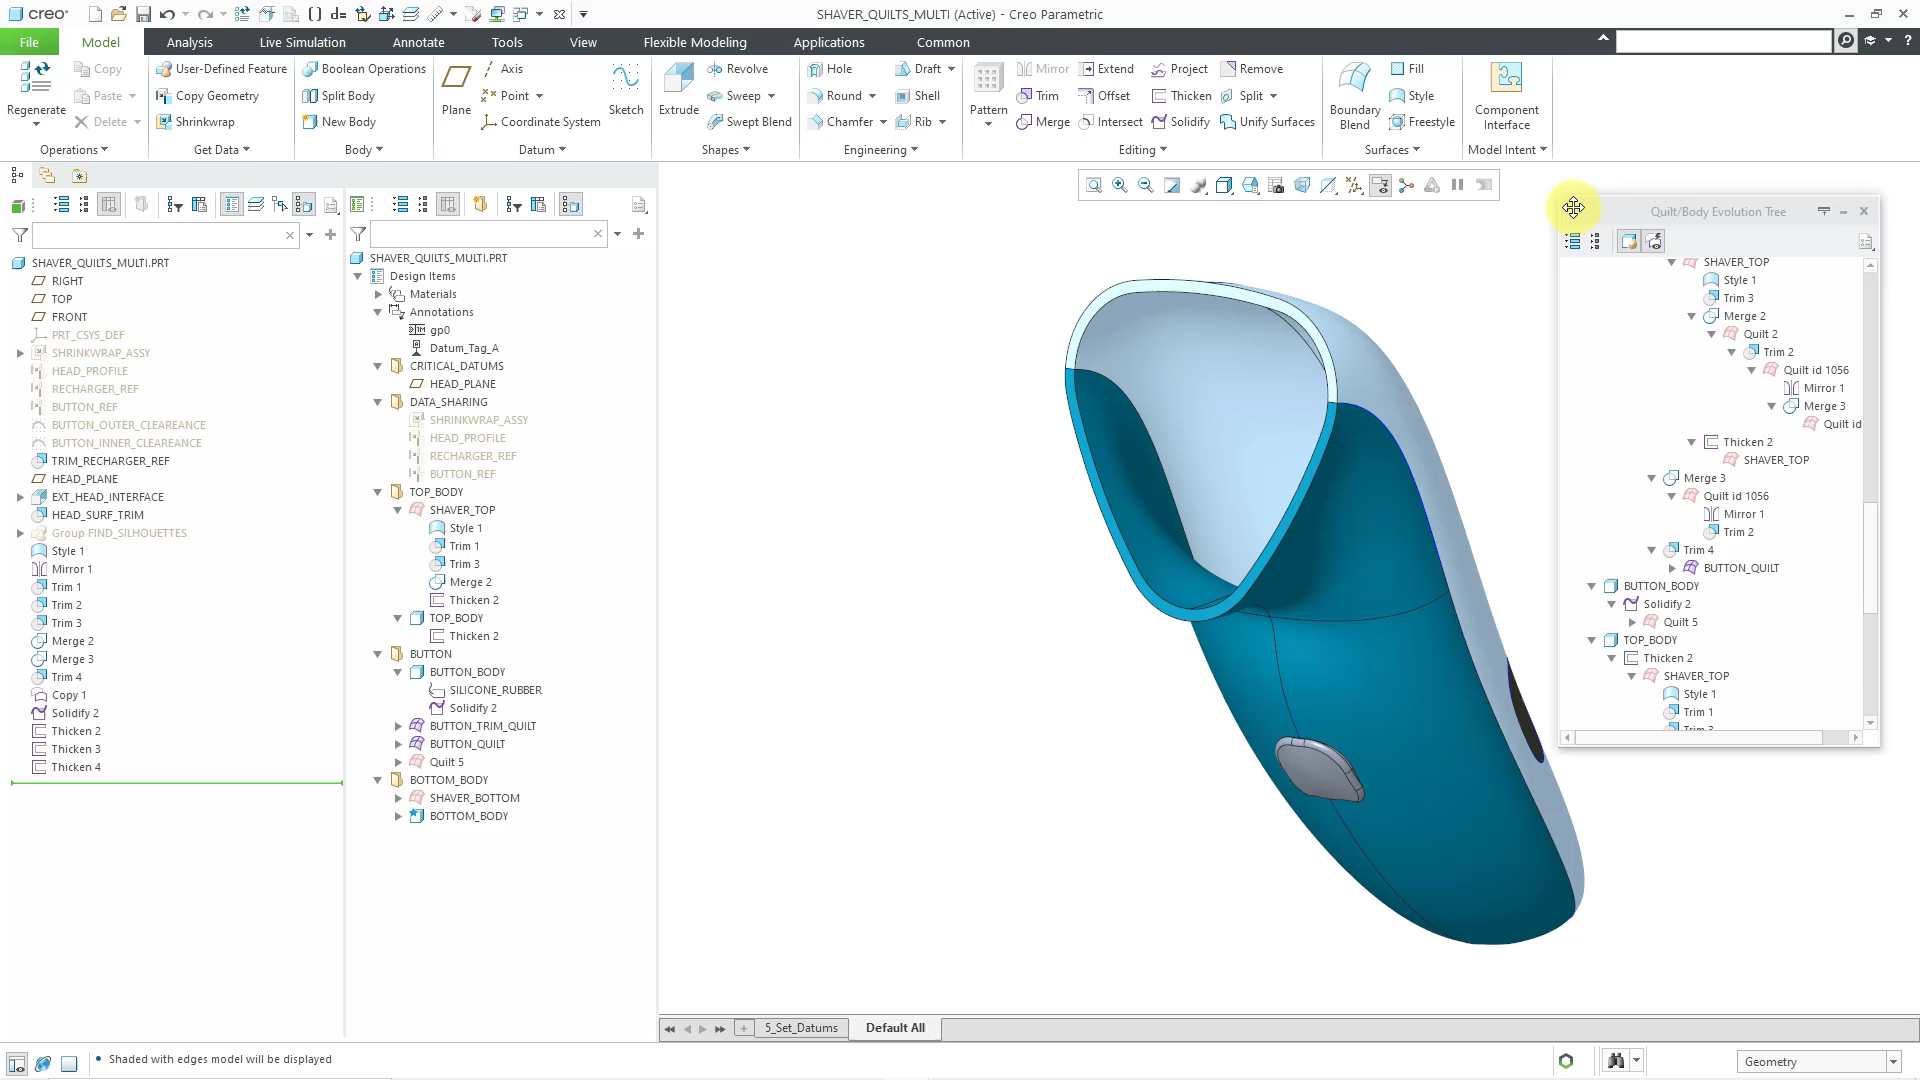 creo
SHAVER_QUILTS_MULTI (Active) - Creo Parametric
File Model Analysis Live Simulation Annotate Tools View Flexible Modeling Applications Common
Regenerate
Copy
Paste
Delete
Operations
User-Defined Feature
Copy Geometry
Shrinkwrap
Get Data
Boolean Operations
Split Body
New Body
Body
Plane
Axis
Point
Coordinate System
Sketch
Datum
Extrude
Revolve
Sweep
Swept Blend
Shapes
Hole
Round
Chamfer
Draft
Shell
Rib
Engineering
Pattern
Mirror
Trim
Merge
Extend
Offset
Intersect
Project
Thicken
Solidify
Remove
Split
Unify Surfaces
Editing
Boundary
Blend
Fill
Style
Freestyle
Surfaces
Component
Interface
Model Intent
SHAVER_QUILTS_MULTI.PRT
RIGHT
TOP
FRONT
PRT_CSYS_DEF
SHRINKWRAP_ASSY
HEAD_PROFILE
RECHARGER_REF
BUTTON_REF
BUTTON_OUTER_CLEAREANCE
BUTTON_INNER_CLEAREANCE
TRIM_RECHARGER_REF
HEAD_PLANE
EXT_HEAD_INTERFACE
HEAD_SURF_TRIM
Group FIND_SILHOUETTES
Style 1
Mirror 1
Trim 1
Trim 2
Trim 3
Merge 2
Merge 3
Trim 4
Copy 1
Solidify 2
Thicken 2
Thicken 3
Thicken 4
SHAVER_QUILTS_MULTI.PRT
Design Items
Materials
Annotations
gp0
Datum_Tag_A
CRITICAL_DATUMS
HEAD_PLANE
DATA_SHARING
SHRINKWRAP_ASSY
HEAD_PROFILE
RECHARGER_REF
BUTTON_REF
TOP_BODY
SHAVER_TOP
Style 1
Trim 1
Trim 3
Merge 2
Thicken 2
TOP_BODY
Thicken 2
BUTTON
BUTTON_BODY
SILICONE_RUBBER
Solidify 2
BUTTON_TRIM_QUILT
BUTTON_QUILT
Quilt 5
BOTTOM_BODY
SHAVER_BOTTOM
BOTTOM_BODY
Quilt/Body Evolution Tree
SHAVER_TOP
Style 1
Trim 3
Merge 2
Quilt 2
Trim 2
Quilt id 1056
Mirror 1
Merge 3
Quilt id
Thicken 2
SHAVER_TOP
Merge 3
Quilt id 1056
Mirror 1
Trim 2
Trim 4
BUTTON_QUILT
BUTTON_BODY
Solidify 2
Quilt 5
TOP_BODY
Thicken 2
SHAVER_TOP
Style 1
Trim 1
Trim 3
5_Set_Datums Default All
Shaded with edges model will be displayed
Geometry